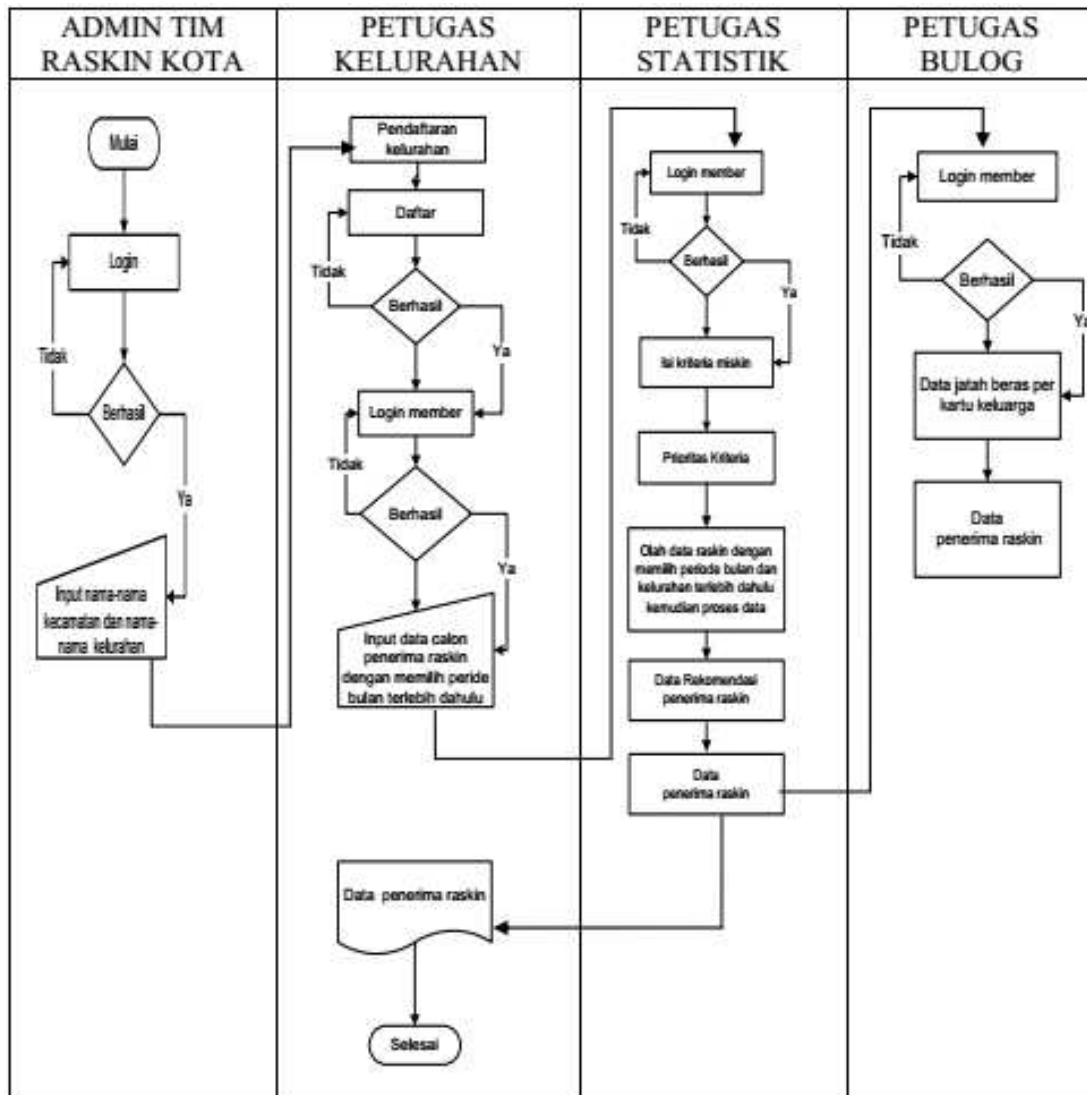 ADMIN TIM
RASKIN KOTA
PETUGAS
KELURAHAN
PETUGAS
STATISTIK
PETUGAS
BULOG
Mulai
Login
Tidak
Berhasil
Ya
Input nama-nama
kecamatan dan nama-
nama kelurahan
Pendaftaran
kelurahan
Daftar
Tidak
Berhasil
Ya
Login member
Tidak
Berhasil
Ya
Input data calon
penerima raskin
dengan memilih peride
bulan terlebih dahulu
Data penerima raskin
Selesai
Login member
Tidak
Berhasil
Ya
Isi kriteria miskin
Prioritas Kriteria
Olah data raskin dengan
memilih periode bulan dan
kelurahan terlebih dahulu
kemudian proses data
Data Rekomendasi
penerima raskin
Data
penerima raskin
Login member
Tidak
Berhasil
Ya
Data jatah beras per
kartu keluarga
Data
penerima raskin